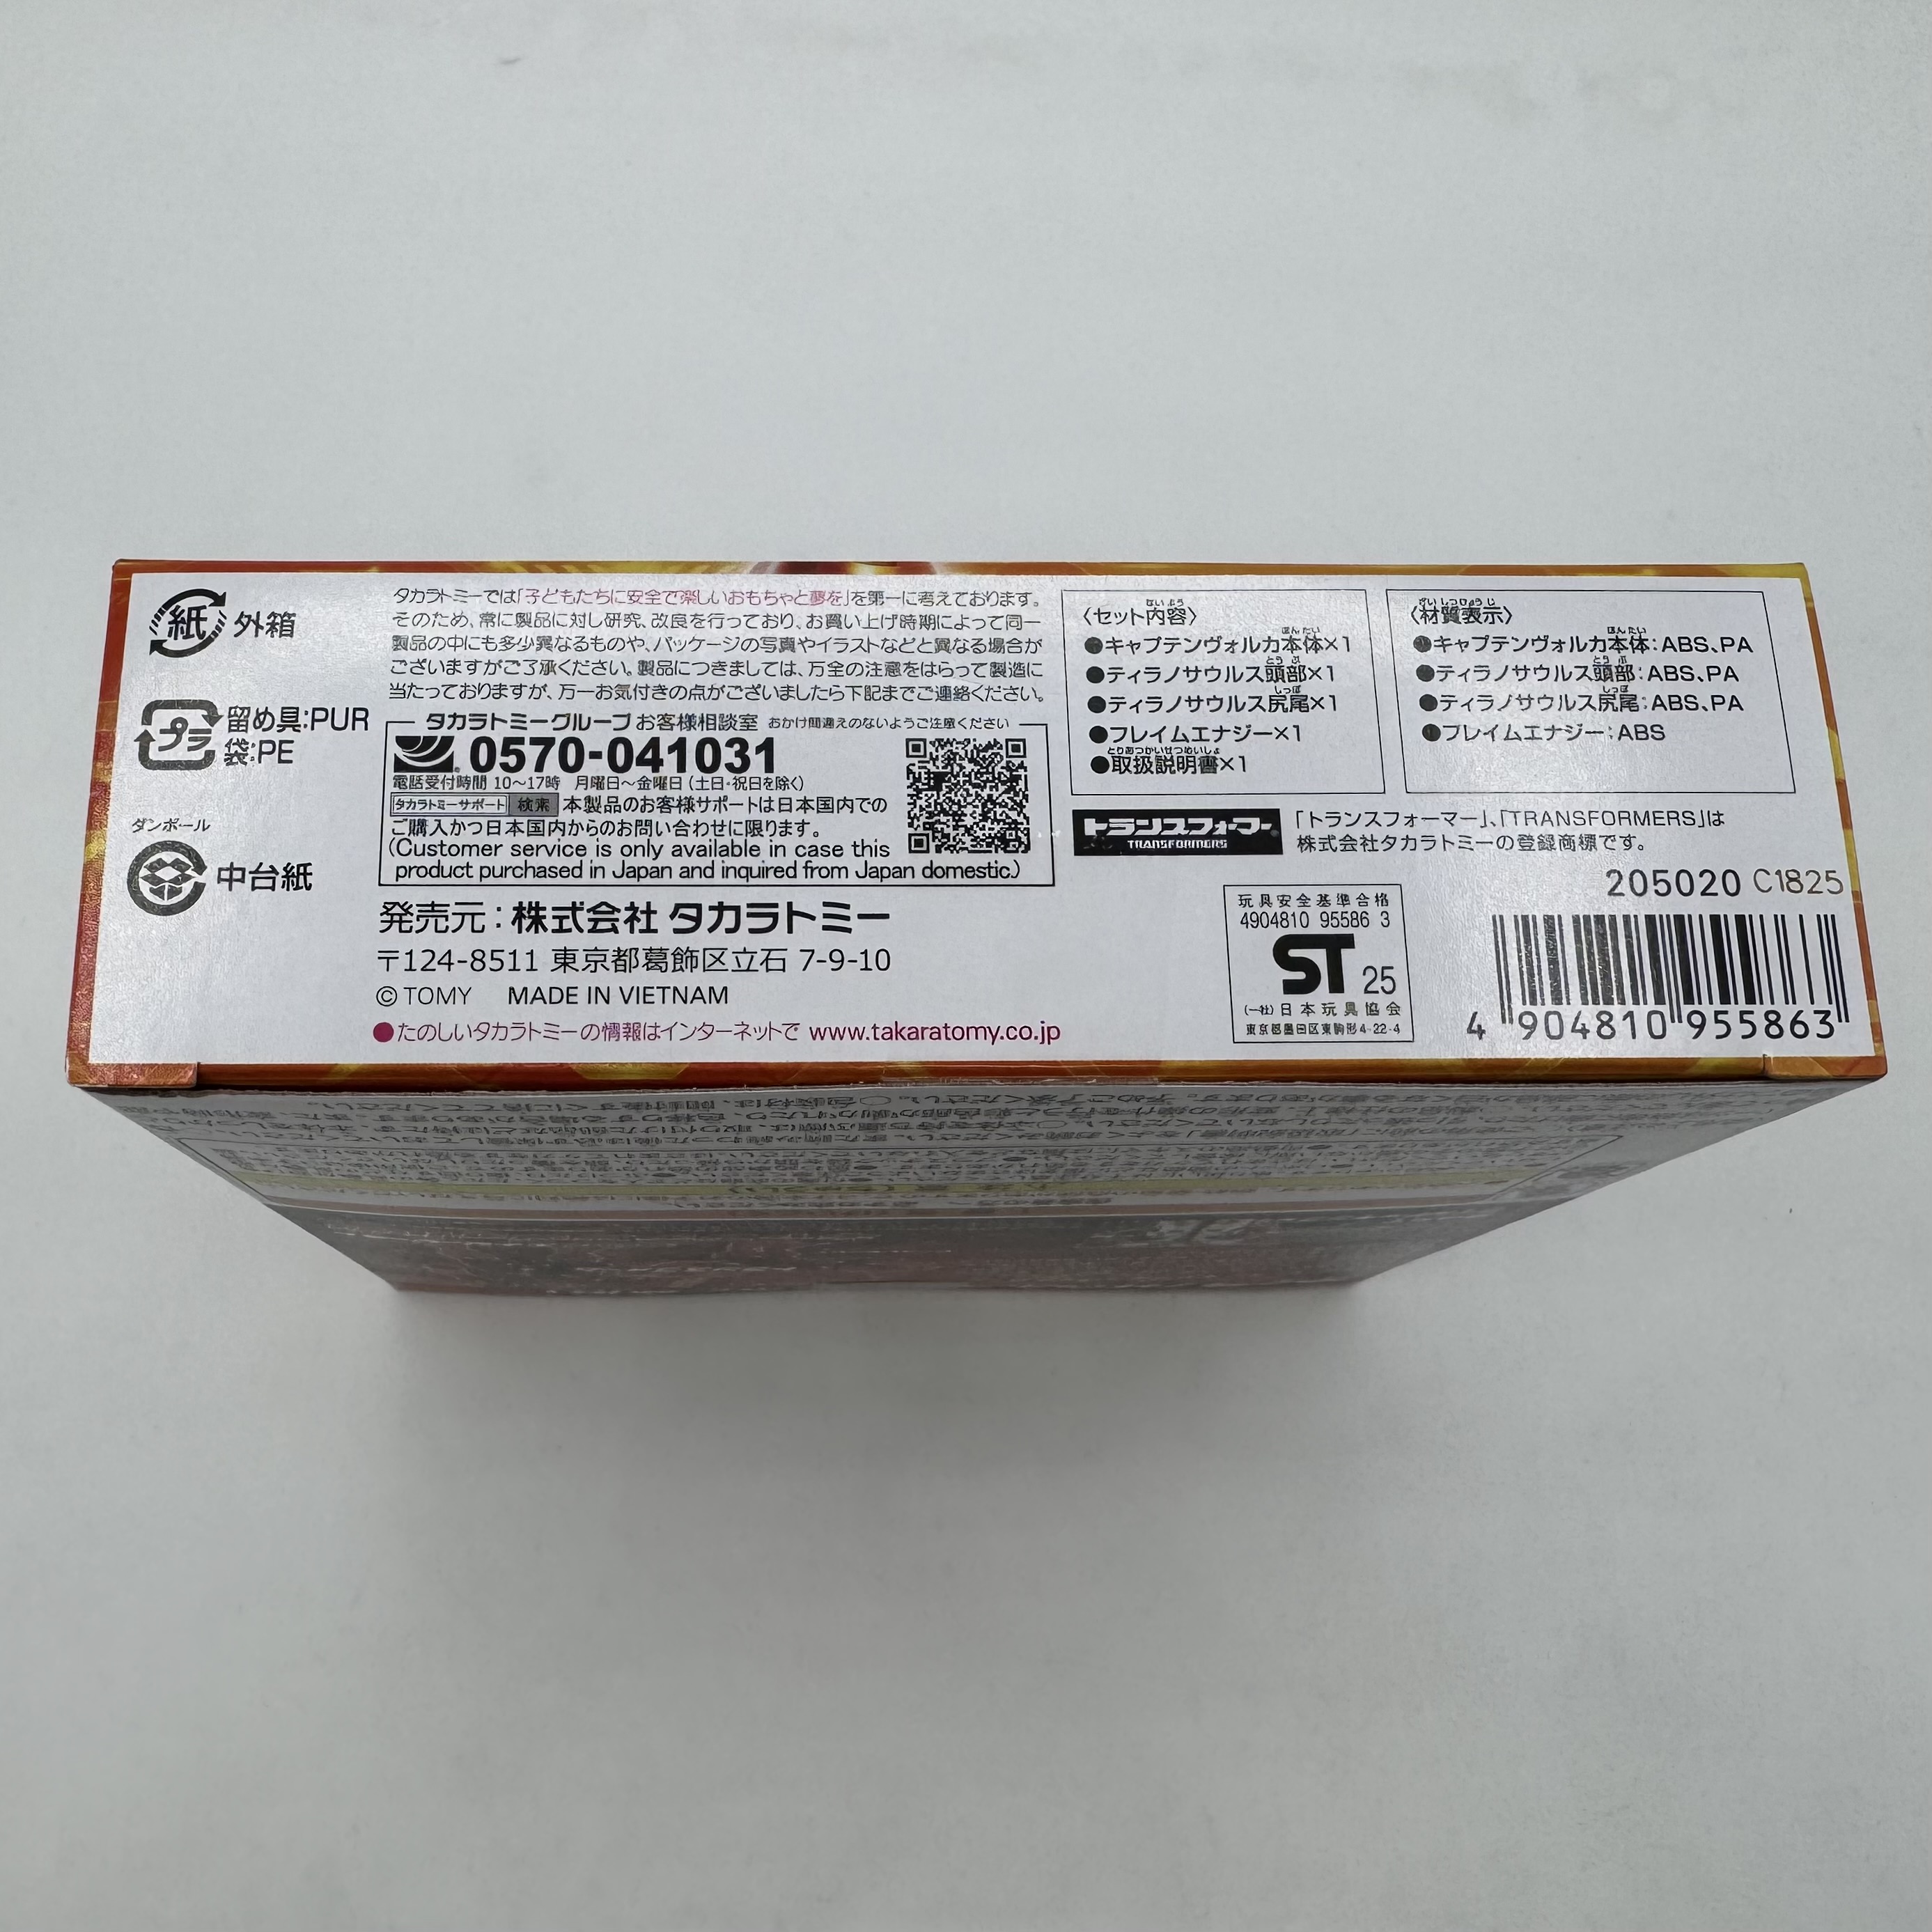 紙 外箱
プラ 留め具:PUR
袋:PE
ダンボール
中台紙
タカラトミーでは「子どもたちに安全で楽しいおもちゃと夢を」を第一に考えております。
そのため、常に製品に対し研究、改良を行っており、お買い上げ時期によって同一
製品の中にも多少異なるものや、パッケージの写真やイラストなどと異なる場合が
ございますがご了承ください。製品につきましては、万全の注意をはらって製造に
当たっておりますが、万一お気付きの点がございましたら下記までご連絡ください。
タカラトミーグループ お客様相談室 おかけ間違えのないようご注意ください
0570-041031
電話受付時間 10〜17時 月曜日〜金曜日(土日・祝日を除く)
タカラトミーサポート 検索 本製品のお客様サポートは日本国内での
ご購入かつ日本国内からのお問い合わせに限ります。
(Customer service is only available in case this
product purchased in Japan and inquired from Japan domestic.)
発売元:株式会社 タカラトミー
〒124-8511 東京都葛飾区立石 7-9-10
© TOMY MADE IN VIETNAM
●たのしいタカラトミーの情報はインターネットで www.takaratomy.co.jp
〈セット内容〉
●キャプテンヴォルカ本体×1
●ティラノサウルス頭部×1
●ティラノサウルス尻尾×1
●フレイムエナジー×1
●取扱説明書×1
〈材質表示〉
●キャプテンヴォルカ本体:ABS、PA
●ティラノサウルス頭部:ABS、PA
●ティラノサウルス尻尾:ABS、PA
●フレイムエナジー:ABS
トランスフォーマー
TRANSFORMERS
「トランスフォーマー」、「TRANSFORMERS」は
株式会社タカラトミーの登録商標です。
205020 C1825
玩具安全基準合格
4904810 95586 3
ST 25
(一社)日本玩具協会
東京都墨田区東駒形4-22-4
4 904810 955863